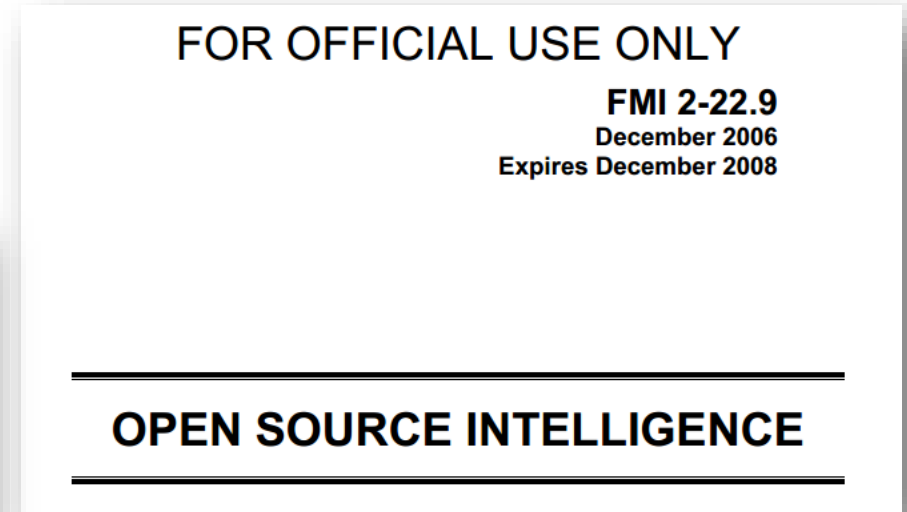 FOR OFFICIAL USE ONLY
FMI 2-22.9
December 2006
Expires December 2008
OPEN SOURCE INTELLIGENCE